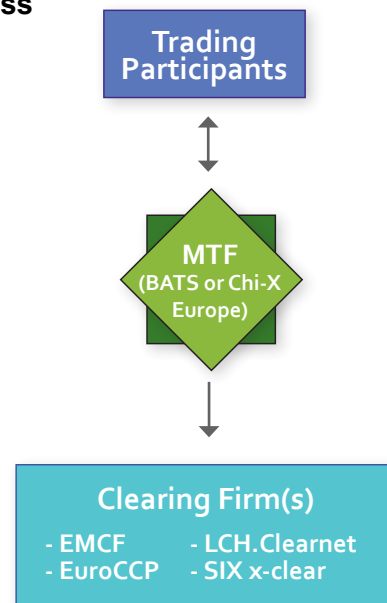 ss
Trading
Participants
MTF
(BATS or Chi-X
Europe)
Clearing Firm(s)
- EMCF - LCH.Clearnet
- EuroCCP - SIX x-clear